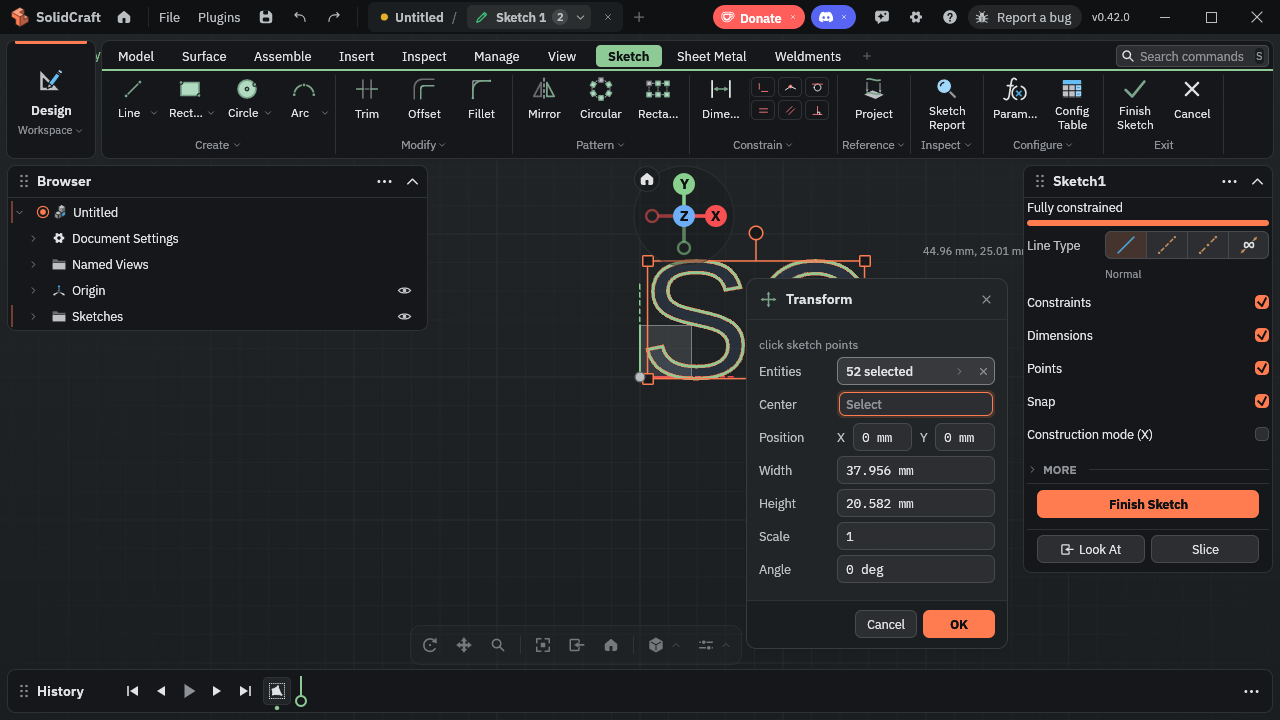 SolidCraft
File
Plugins
Untitled /
Sketch 1 2
Donate
Report a bug
v0.42.0
Model
Surface
Assemble
Insert
Inspect
Manage
View
Sketch
Sheet Metal
Weldments
Search commands S
Design
Workspace
Line
Rect...
Circle
Arc
Create
Trim
Offset
Fillet
Modify
Mirror
Circular
Recta...
Pattern
Dime...
Constrain
Project
Reference
Sketch
Report
Inspect
Param...
Config
Table
Configure
Finish
Sketch
Cancel
Exit
Browser
Untitled
Document Settings
Named Views
Origin
Sketches
Y
Z
X
44.96 mm, 25.01 m
S
Transform
click sketch points
Entities
52 selected
Center
Select
Position
X 0 mm Y 0 mm
Width
37.956 mm
Height
20.582 mm
Scale
1
Angle
0 deg
Cancel
OK
Sketch1
Fully constrained
Line Type
Normal
Constraints
Dimensions
Points
Snap
Construction mode (X)
MORE
Finish Sketch
Look At
Slice
History